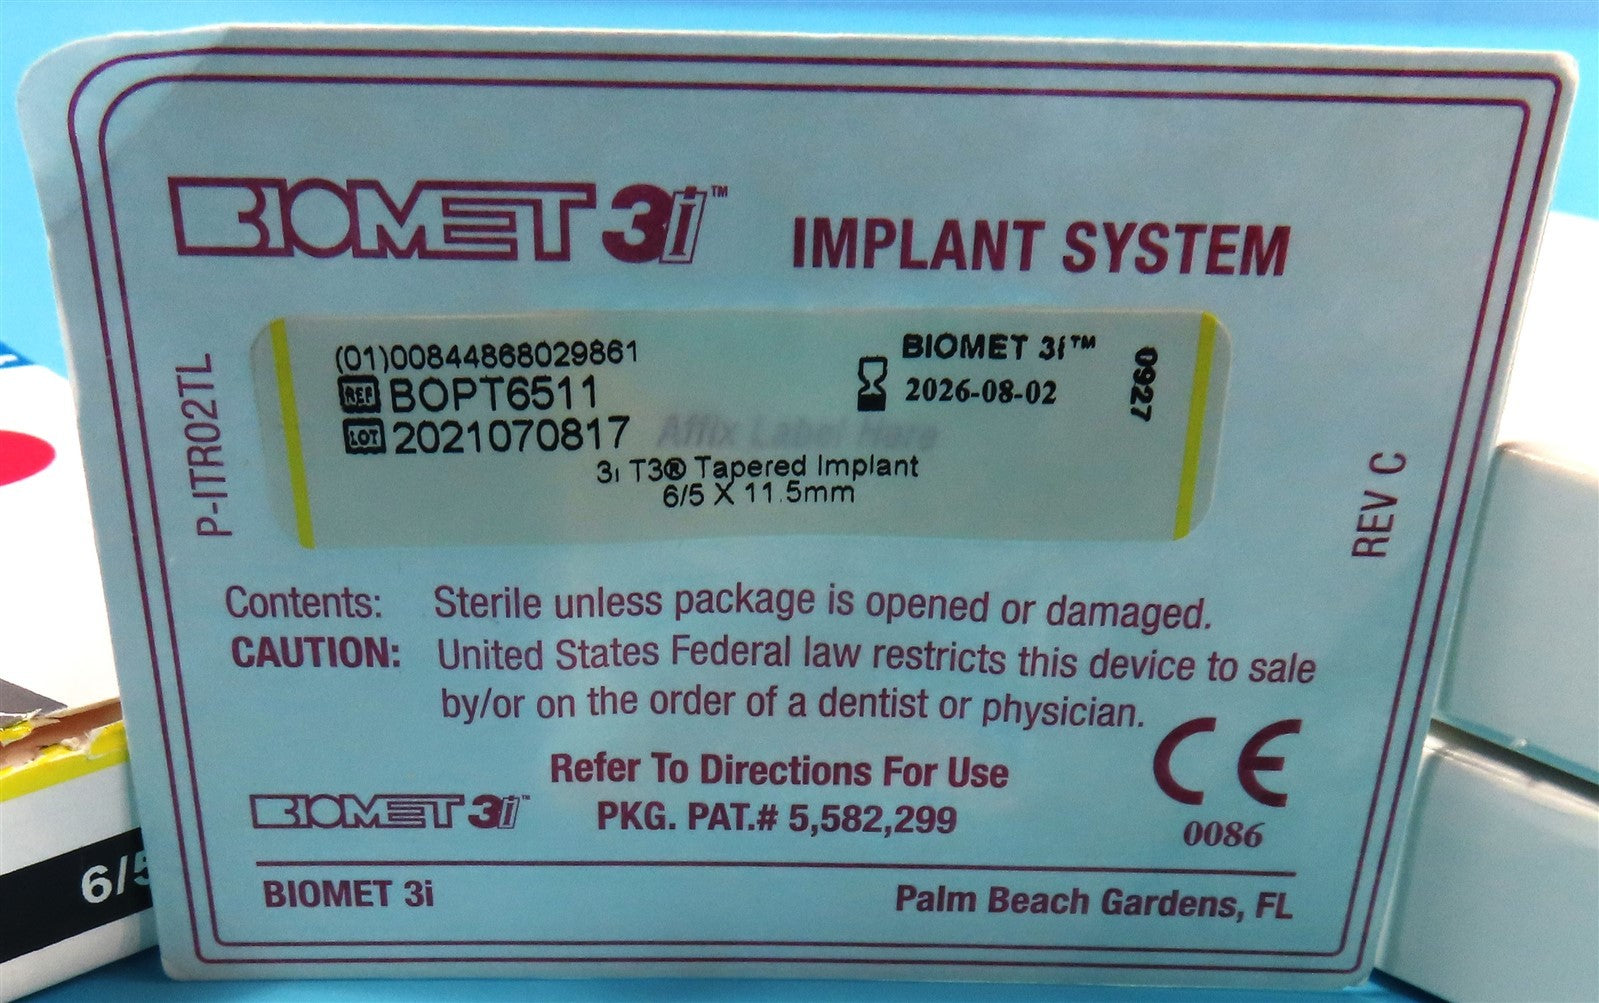 BIOMET 3i™ IMPLANT SYSTEM
(01)00844868029861
REF BOPT6511
LOT 2021070817
BIOMET 3i™
2026-08-02
0927
Affix Label Here
3i T3® Tapered Implant
6/5 X 11.5mm
P-ITR02TL
REV C
Contents: Sterile unless package is opened or damaged.
CAUTION: United States Federal law restricts this device to sale
by/or on the order of a dentist or physician.
Refer To Directions For Use
PKG. PAT.# 5,582,299
CE
0086
BIOMET 3i™
BIOMET 3i
Palm Beach Gardens, FL
6/5